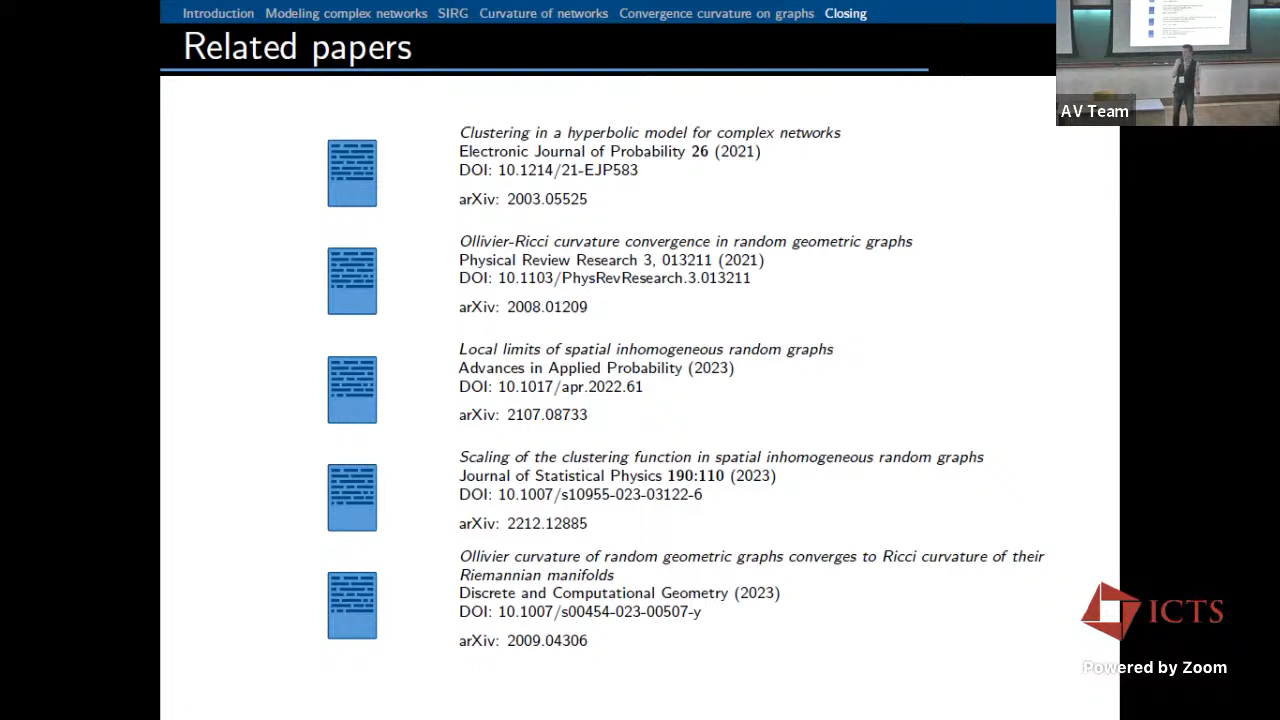 Introduction Modeling complex networks SIRG Curvature of networks Convergence curvature on graphs Closing
Related papers
AV Team
Clustering in a hyperbolic model for complex networks
Electronic Journal of Probability 26 (2021)
DOI: 10.1214/21-EJP583
arXiv: 2003.05525
Ollivier-Ricci curvature convergence in random geometric graphs
Physical Review Research 3, 013211 (2021)
DOI: 10.1103/PhysRevResearch.3.013211
arXiv: 2008.01209
Local limits of spatial inhomogeneous random graphs
Advances in Applied Probability (2023)
DOI: 10.1017/apr.2022.61
arXiv: 2107.08733
Scaling of the clustering function in spatial inhomogeneous random graphs
Journal of Statistical Physics 190:110 (2023)
DOI: 10.1007/s10955-023-03122-6
arXiv: 2212.12885
Ollivier curvature of random geometric graphs converges to Ricci curvature of their
Riemannian manifolds
Discrete and Computational Geometry (2023)
DOI: 10.1007/s00454-023-00507-y
arXiv: 2009.04306
ICTS
Powered by Zoom